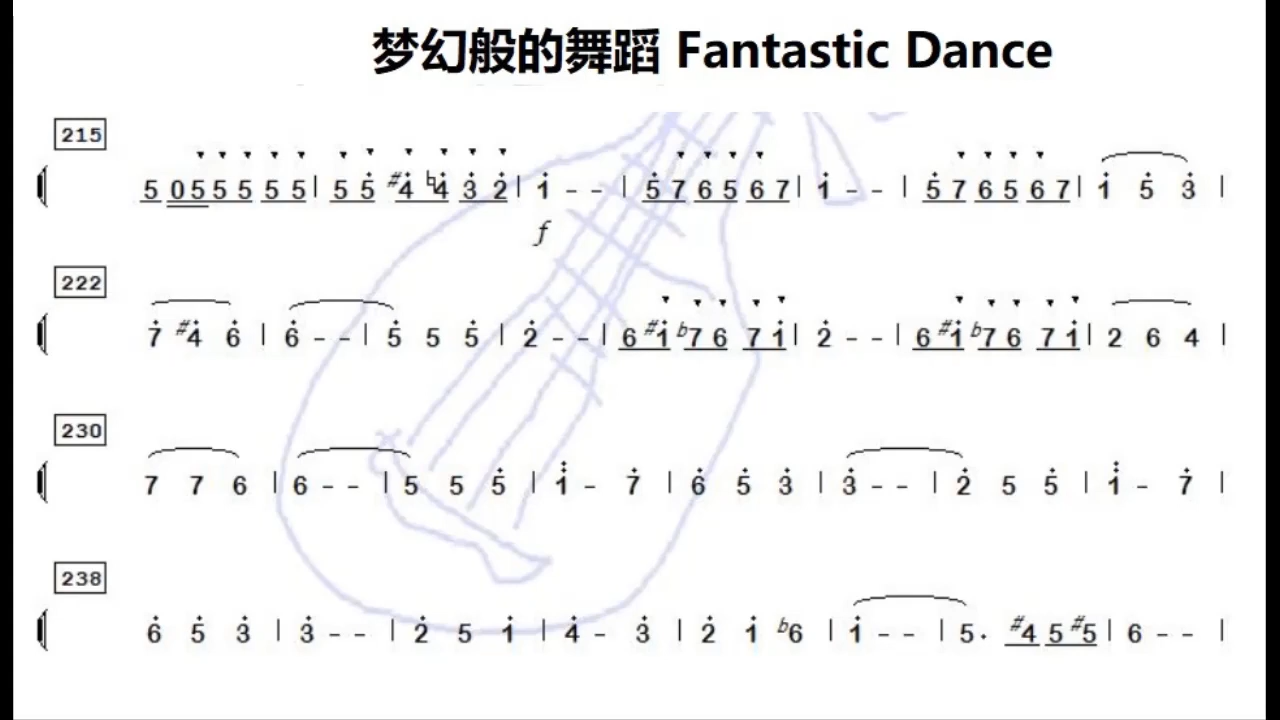 梦幻般的舞蹈 Fantastic Dance
215
5 0 5 5 5 5 5 | 5 5̇ #4̇ ♮4̇ 3̇ 2̇ | 1̇ - - | 5̇ 7 6 5 6 7 | 1̇ - - | 5̇ 7 6 5 6 7 | 1̇ 5̇ 3̇ |
f
222
7̇ #4̇ 6̇ | 6̇ - - | 5̇ 5 5̇ | 2̇ - - | 6 #1̇ b7 6 7 1̇ | 2̇ - - | 6 #1̇ b7 6 7 1̇ | 2 6 4 |
230
7 7 6 | 6 - - | 5 5 5̇ | 1̇̇ - 7̇ | 6̇ 5̇ 3̇ | 3̇ - - | 2̇ 5 5̇ | 1̇̇ - 7̇ |
238
6̇ 5̇ 3̇ | 3̇ - - | 2̇ 5 1̇ | 4̇ - 3̇ | 2̇ 1̇ b6 | 1̇ - - | 5· #4 5 #5 | 6 - - |